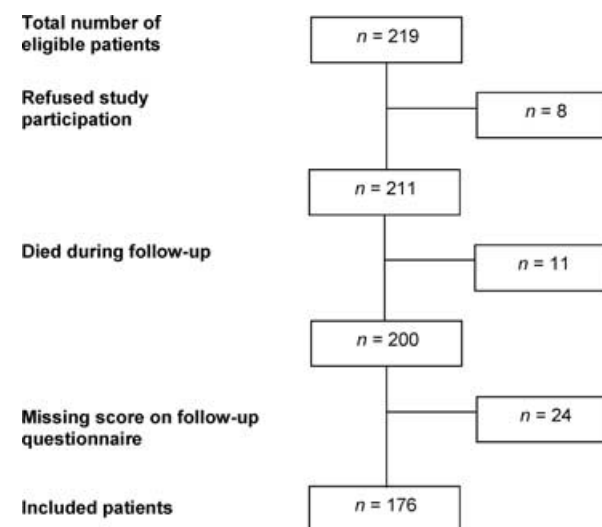 Total number of
eligible patients
n = 219
Refused study
participation
n = 8
n = 211
Died during follow-up
n = 11
n = 200
Missing score on follow-up
questionnaire
n = 24
Included patients
n = 176